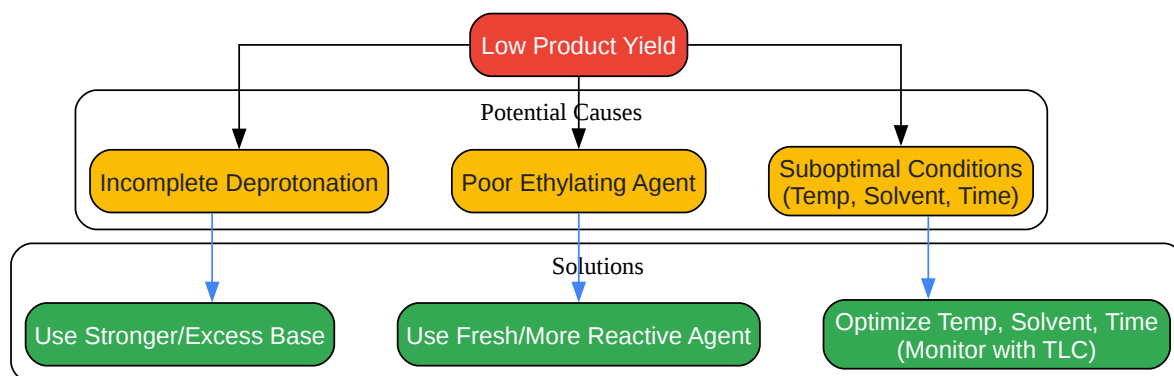 Low Product Yield
Potential Causes
Incomplete Deprotonation
Poor Ethylating Agent
Suboptimal Conditions
(Temp, Solvent, Time)
Solutions
Use Stronger/Excess Base
Use Fresh/More Reactive Agent
Optimize Temp, Solvent, Time
(Monitor with TLC)